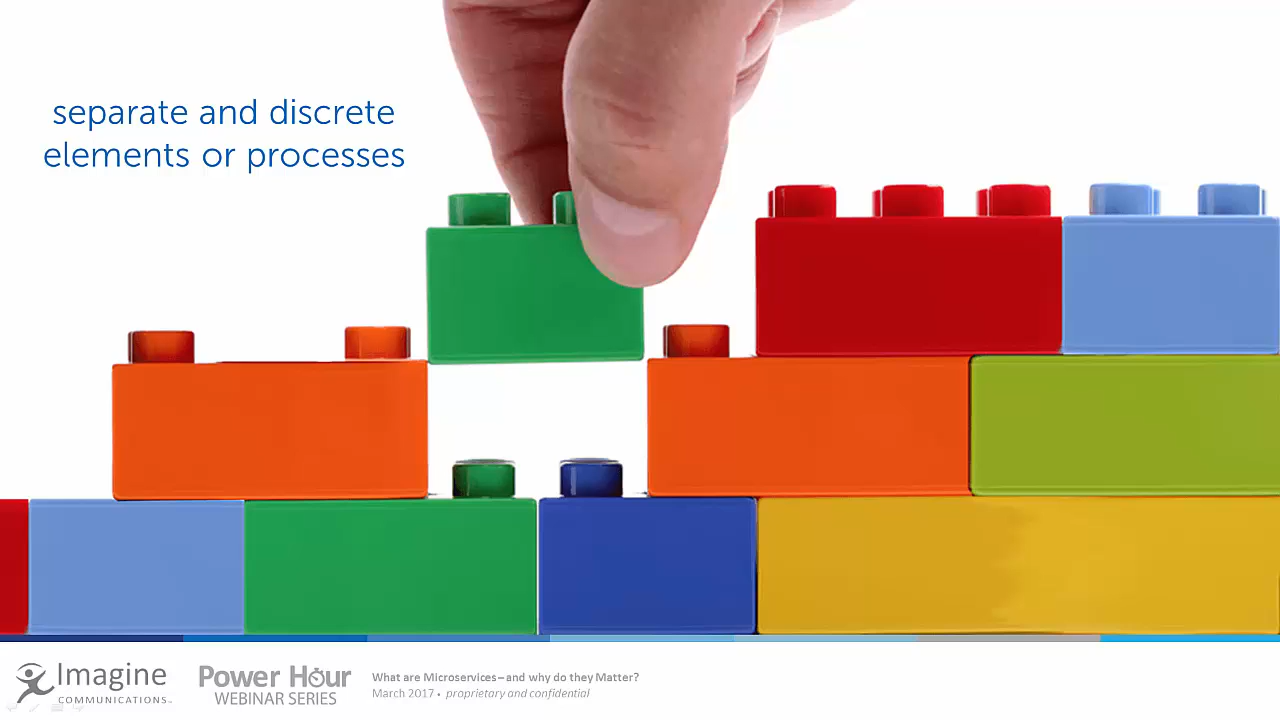 separate and discrete
elements or processes
Imagine
COMMUNICATIONS™
Power Hour
WEBINAR SERIES
What are Microservices – and why do they Matter?
March 2017 • proprietary and confidential